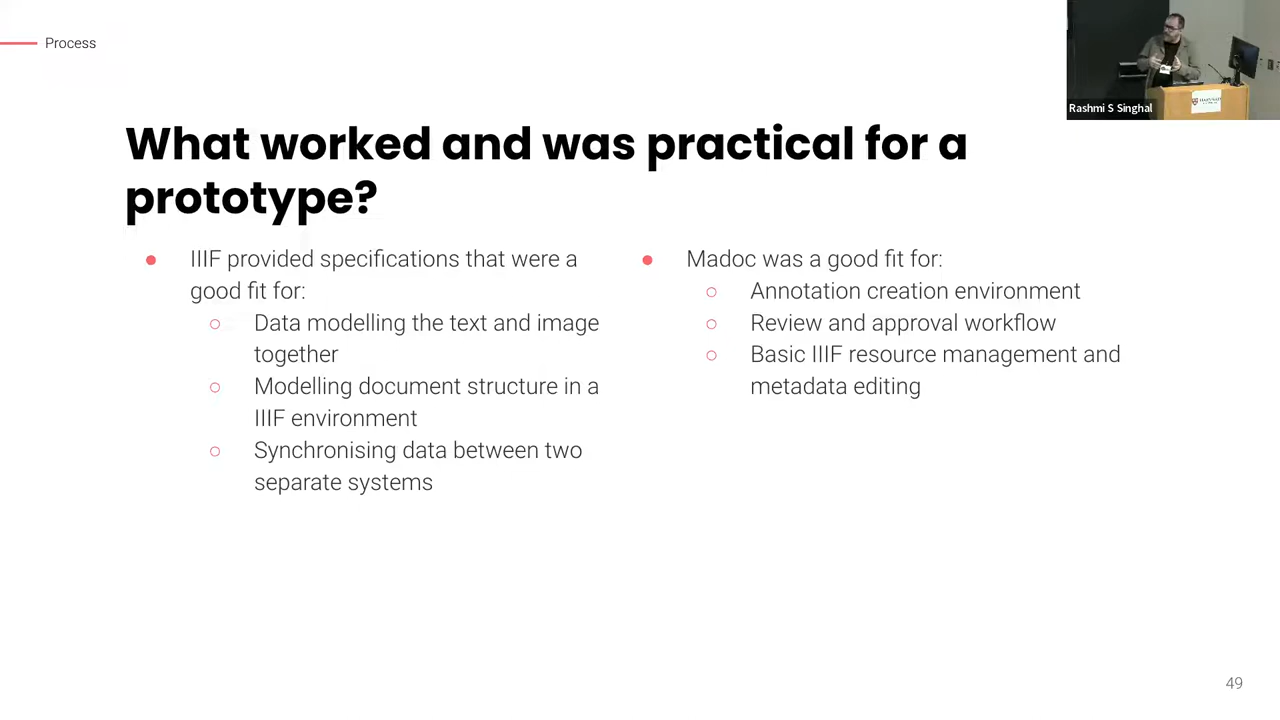 Process
Rashmi S Singhal
What worked and was practical for a
prototype?
IIIF provided specifications that were a
good fit for:
Data modelling the text and image
together
Modelling document structure in a
IIIF environment
Synchronising data between two
separate systems
Madoc was a good fit for:
Annotation creation environment
Review and approval workflow
Basic IIIF resource management and
metadata editing
49